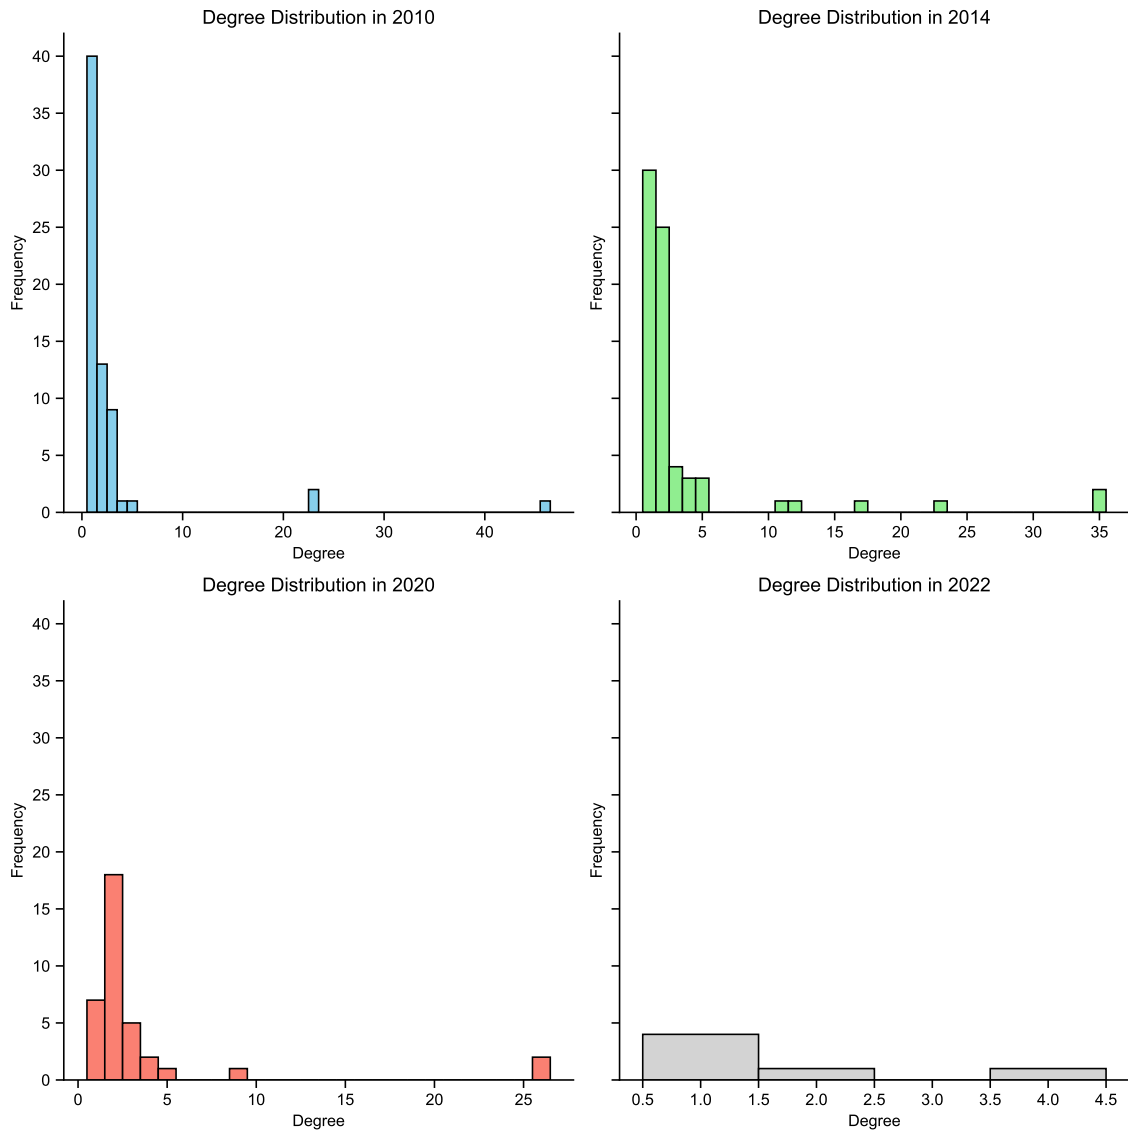 Degree Distribution in 2010
40
35
30
25
20
15
10
5
0
Frequency
0 10 20 30 40
Degree
Degree Distribution in 2014
Frequency
0 5 10 15 20 25 30 35
Degree
Degree Distribution in 2020
40
35
30
25
20
15
10
5
0
Frequency
0 5 10 15 20 25
Degree
Degree Distribution in 2022
Frequency
0.5 1.0 1.5 2.0 2.5 3.0 3.5 4.0 4.5
Degree